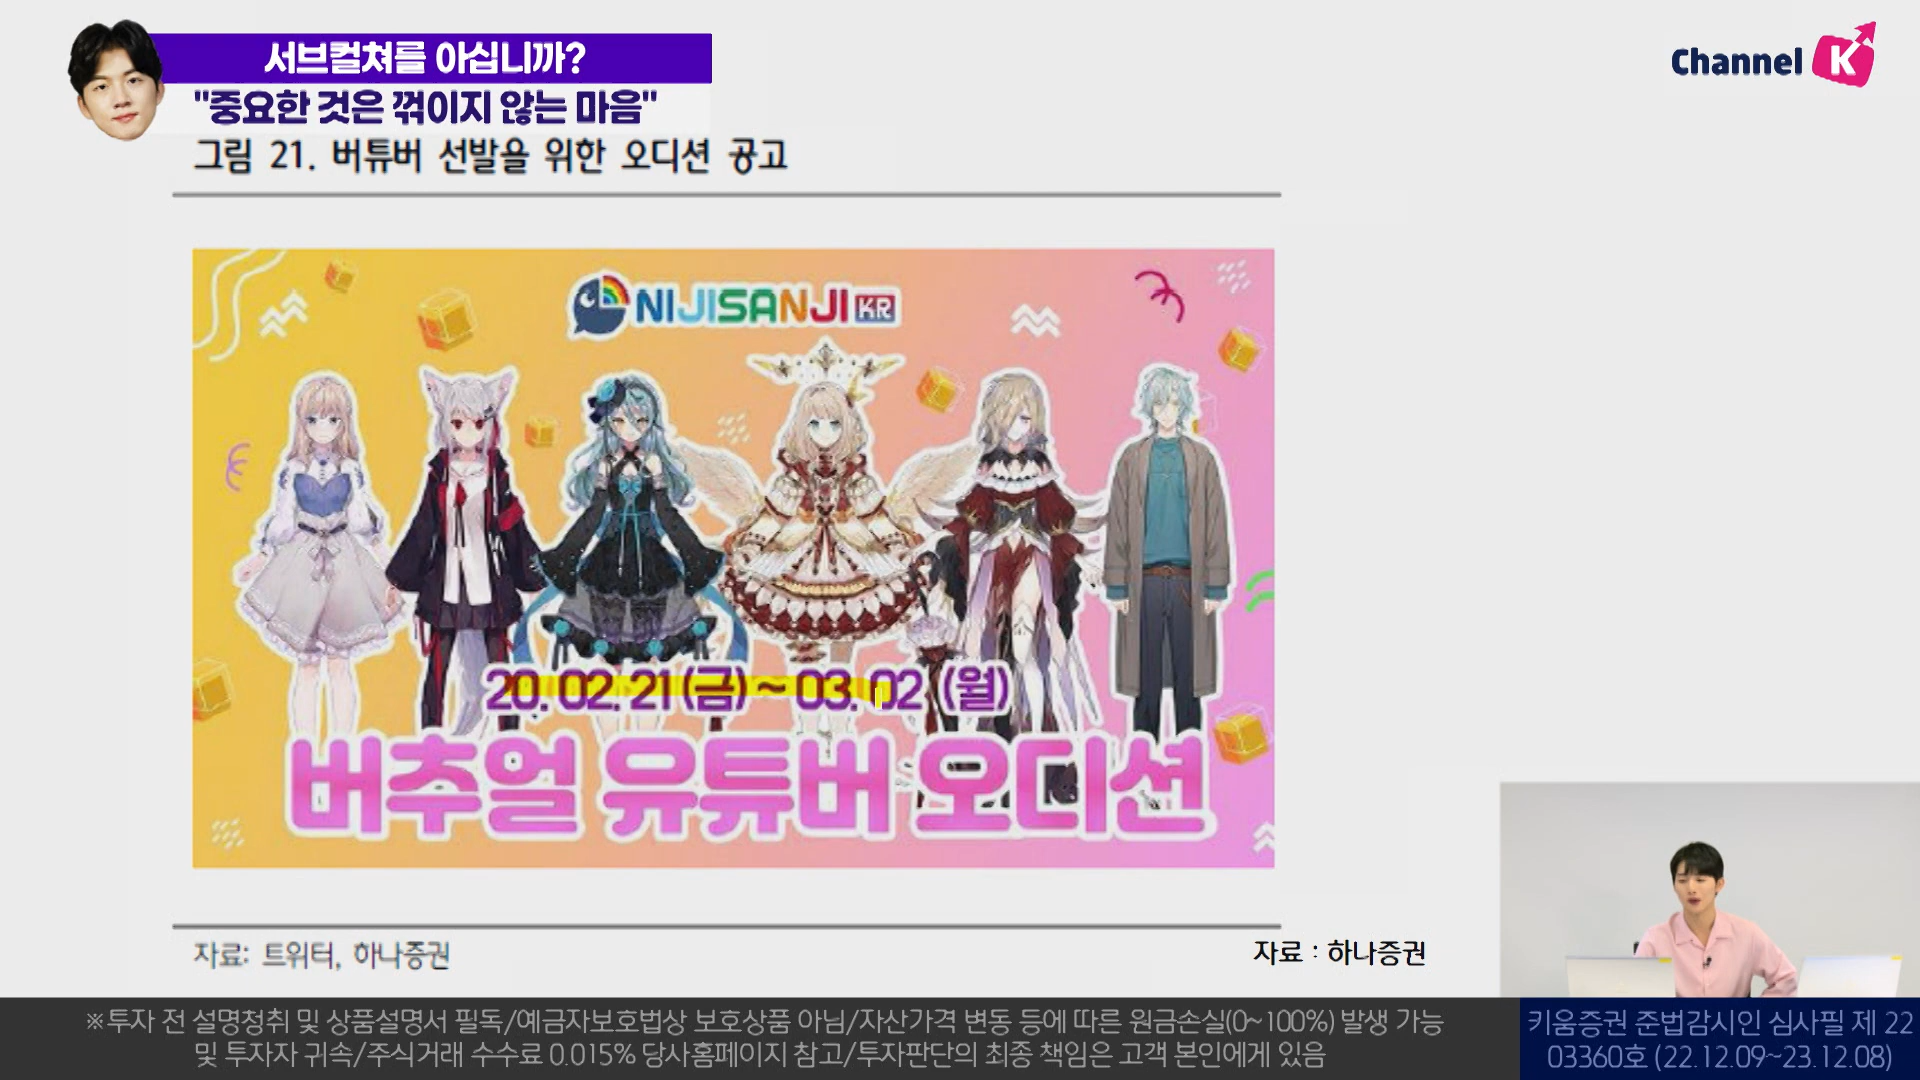 서브컬쳐를 아십니까?
"중요한 것은 꺾이지 않는 마음"
Channel K
그림 21. 버튜버 선발을 위한 오디션 공고
NIJISANJI KR
20. 02. 21(금) ~ 03. 02 (월)
버추얼 유튜버 오디션
자료: 트위터, 하나증권
자료 : 하나증권
※투자 전 설명청취 및 상품설명서 필독/예금자보호법상 보호상품 아님/자산가격 변동 등에 따른 원금손실(0~100%) 발생 가능
및 투자자 귀속/주식거래 수수료 0.015% 당사홈페이지 참고/투자판단의 최종 책임은 고객 본인에게 있음
키움증권 준법감시인 심사필 제 22
03360호 (22.12.09~23.12.08)